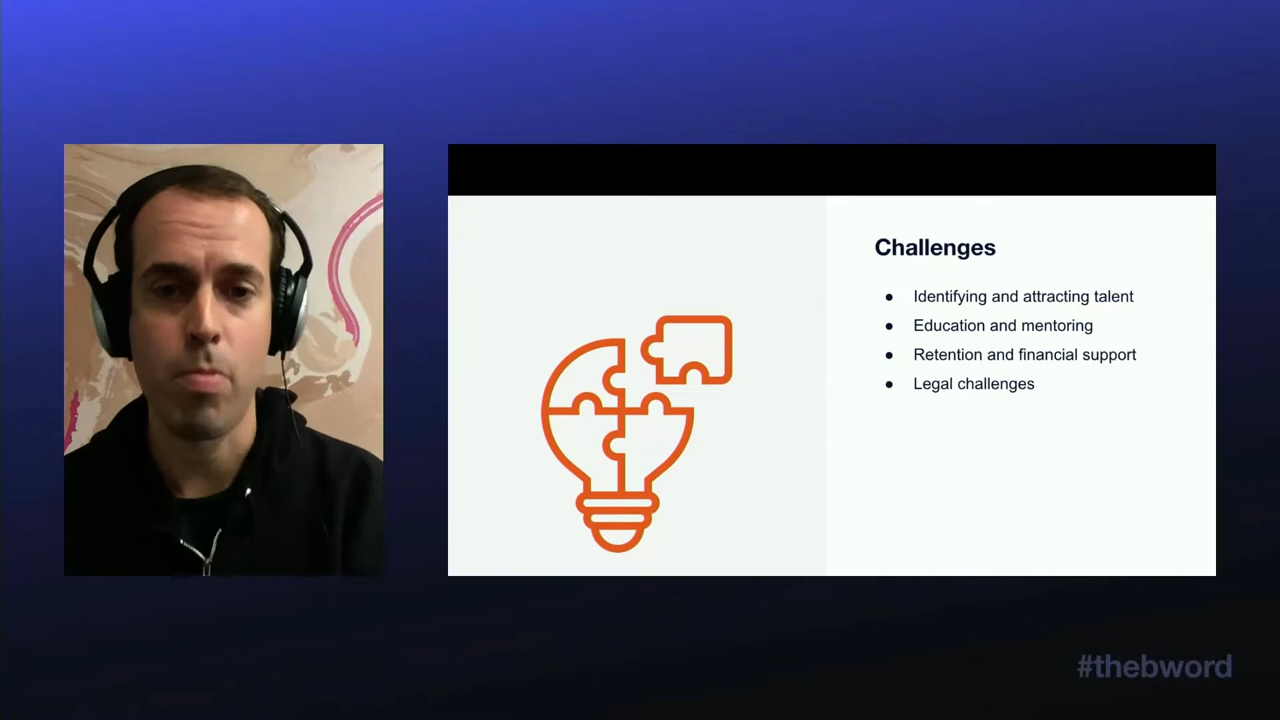 Challenges
● Identifying and attracting talent
● Education and mentoring
● Retention and financial support
● Legal challenges
#thebword